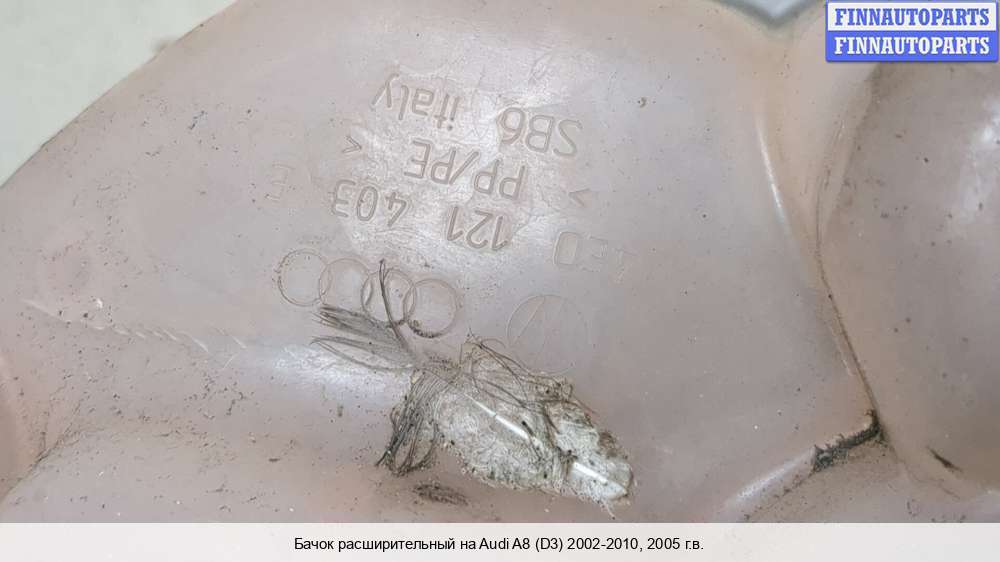 FINNAUTOPARTS
FINNAUTOPARTS
4E0 121 403 E
> PP/PE <
SB6 italy
Бачок расширительный на Audi A8 (D3) 2002-2010, 2005 г.в.